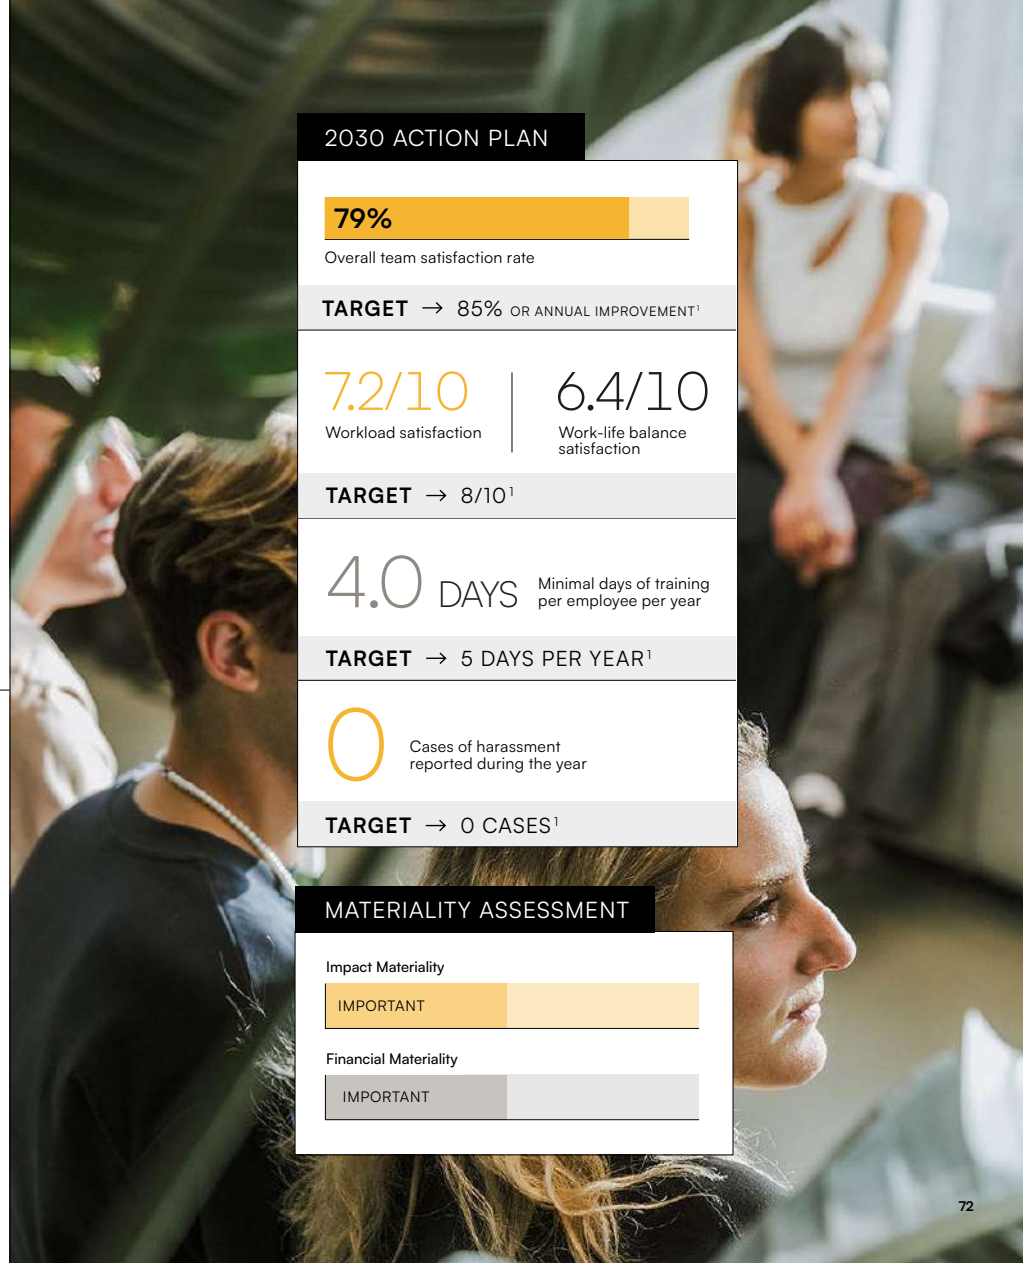 2030 ACTION PLAN
79%
Overall team satisfaction rate
TARGET → 85% OR ANNUAL IMPROVEMENT¹
7.2/10
Workload satisfaction
6.4/10
Work-life balance
satisfaction
TARGET → 8/10¹
4.0 DAYS
Minimal days of training
per employee per year
TARGET → 5 DAYS PER YEAR¹
0
Cases of harassment
reported during the year
TARGET → 0 CASES¹
MATERIALITY ASSESSMENT
Impact Materiality
IMPORTANT
Financial Materiality
IMPORTANT
72